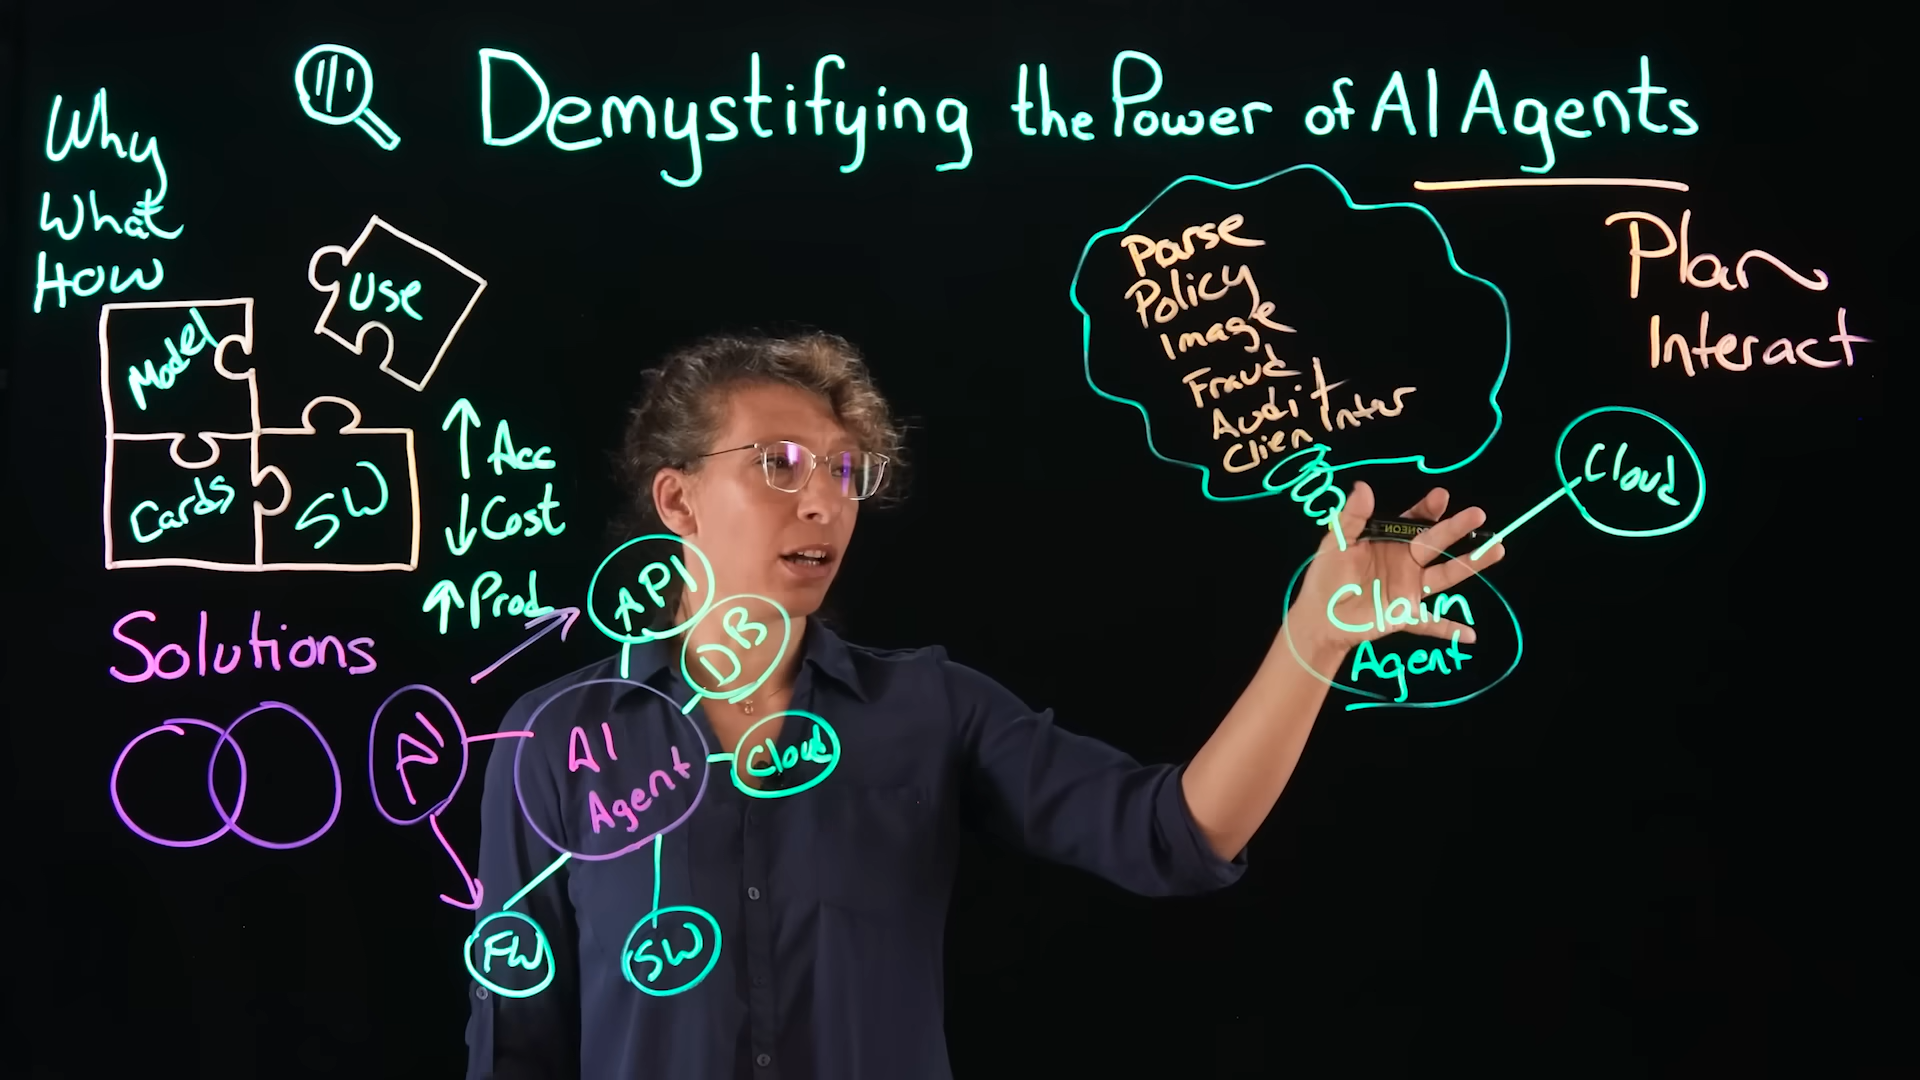 Demystifying the Power of AI Agents
Why
What
How
Model
Use
Cards
SW
↑ Acc
↓ Cost
↑ Prod
Solutions
AI
AI
Agent
API
DB
Cloud
FW
SW
Parse
Policy
Image
Fraud
Audit
Clien Inter
Plan
Interact
Cloud
Claim
Agent